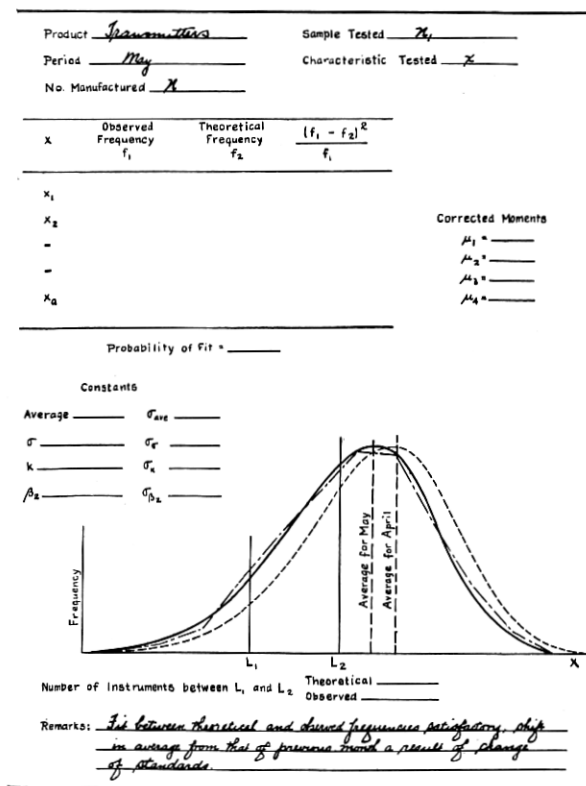 Product Transmitters Sample Tested n₁
Period May Characteristic Tested x
No. Manufactured N
x Observed Frequency f₁ Theoretical Frequency f₂ (f₁ - f₂)² / f₁
x₁
x₂
-
-
xₐ
Corrected Moments
μ₁ =
μ₂ =
μ₃ =
μ₄ =
Probability of Fit =
Constants
Average σave
σ σσ
k σk
β₂ σβ₂
Frequency
Average for May
Average for April
L₁ L₂ X
Number of Instruments between L₁ and L₂ Theoretical
Observed
Remarks: Fit between theoretical and oberved frequencies satisfactory, shift
in average from that of previous month a result of change
of standards.